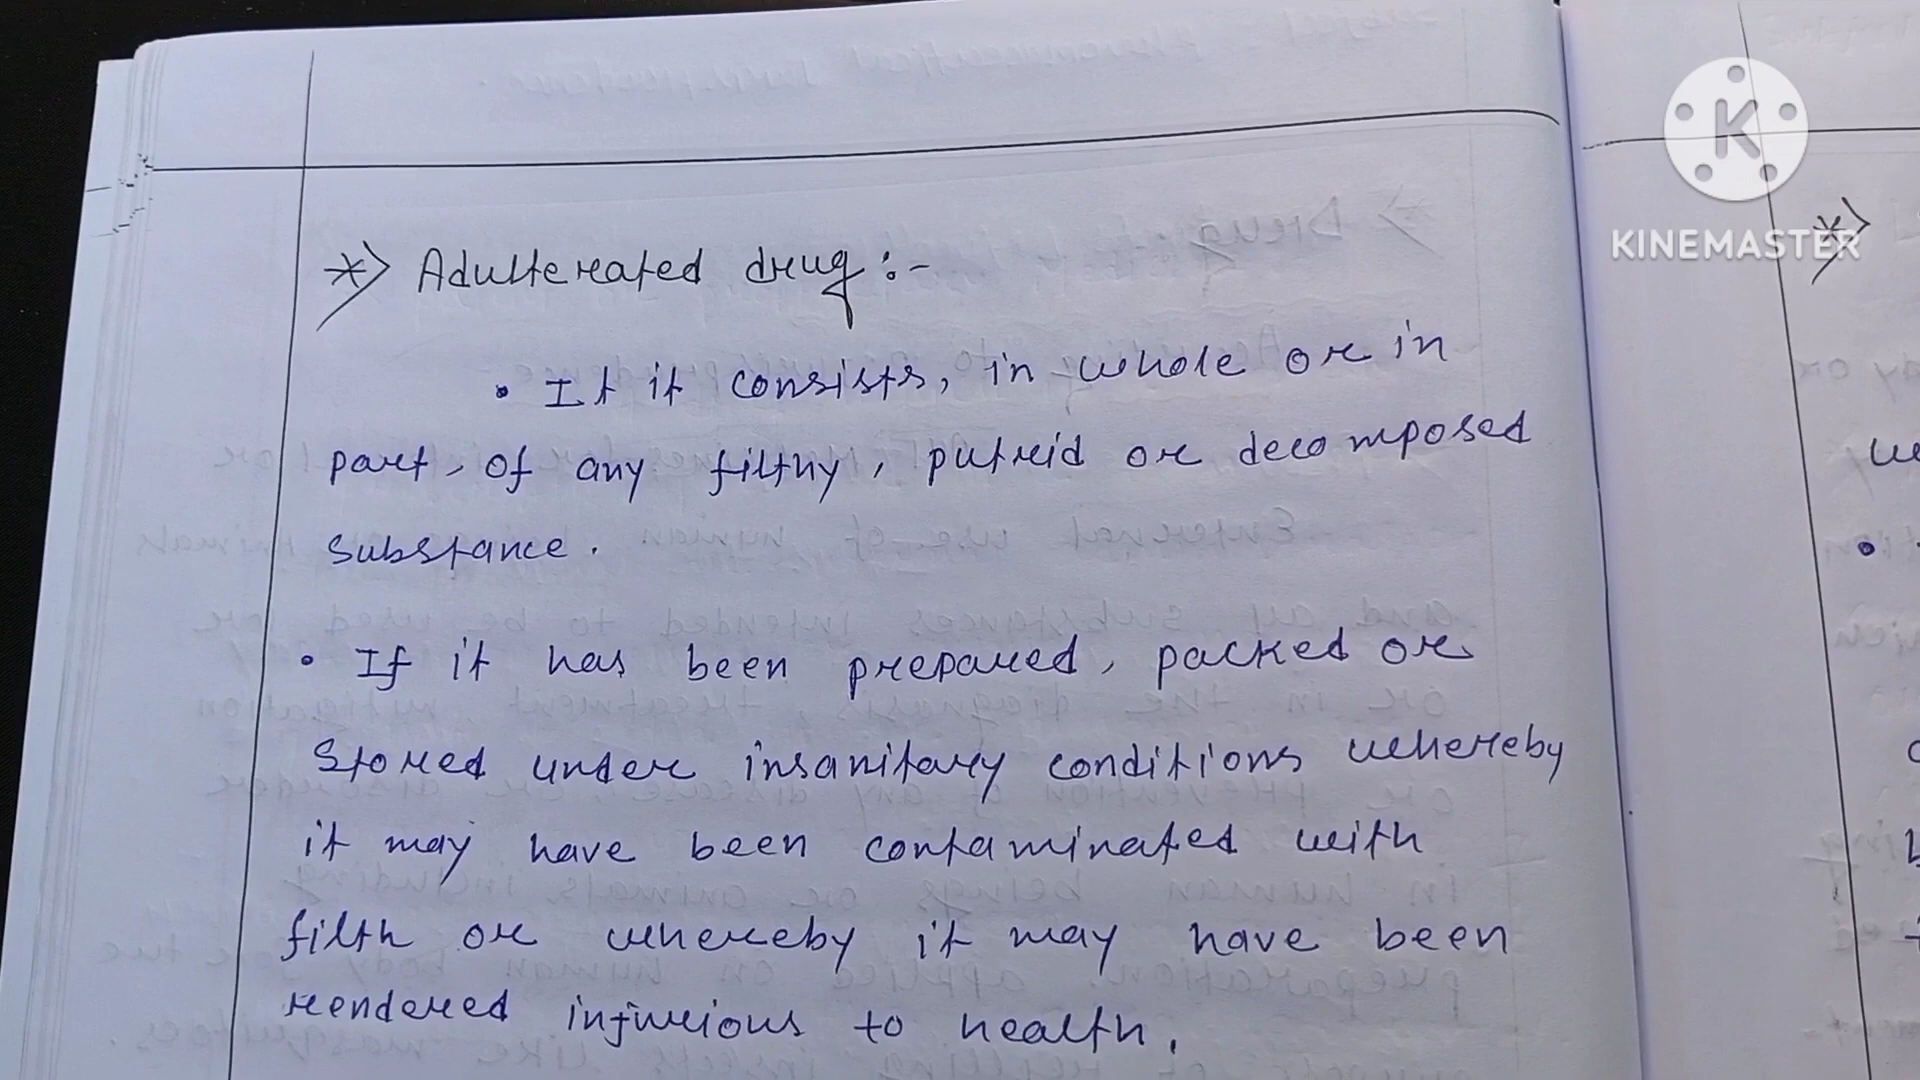 *> Adulterated drug :-
• If it consists, in whole or in
part, of any filthy, putrid or decomposed
substance.
• If it has been prepared, packed or
stored under insanitary conditions whereby
it may have been contaminated with
filth or whereby it may have been
rendered injurious to health.
K
KINEMASTER